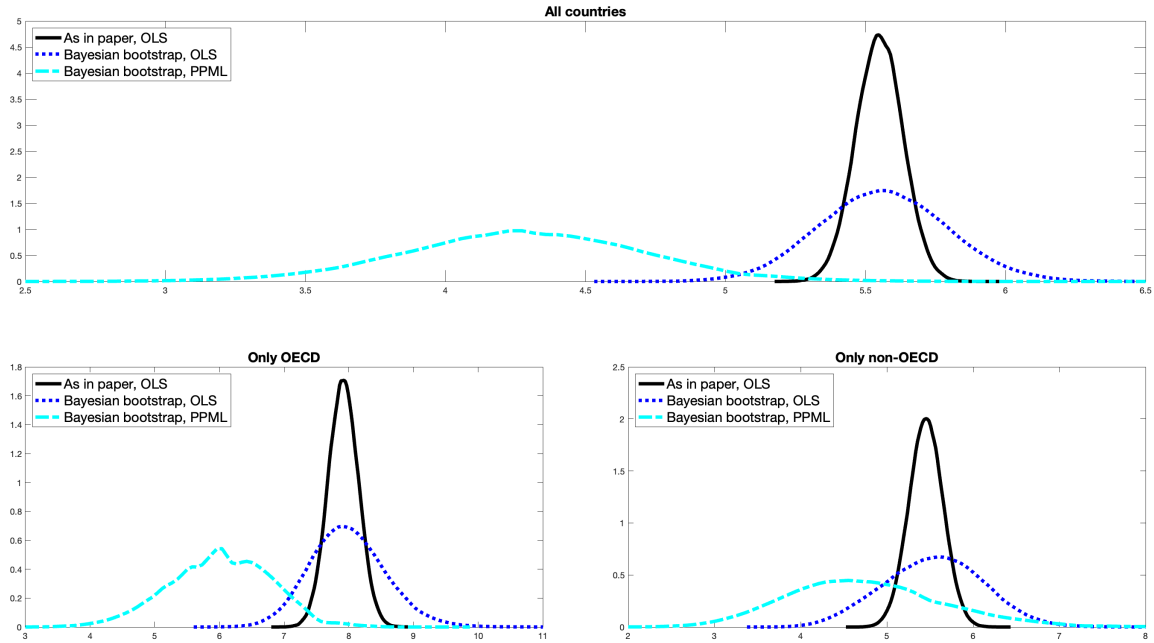 All countries
As in paper, OLS
Bayesian bootstrap, OLS
Bayesian bootstrap, PPML
5
4.5
4
3.5
3
2.5
2
1.5
1
0.5
0
2.5 3 3.5 4 4.5 5 5.5 6 6.5
Only OECD
As in paper, OLS
Bayesian bootstrap, OLS
Bayesian bootstrap, PPML
1.8
1.6
1.4
1.2
1
0.8
0.6
0.4
0.2
0
3 4 5 6 7 8 9 10 11
Only non-OECD
As in paper, OLS
Bayesian bootstrap, OLS
Bayesian bootstrap, PPML
2.5
2
1.5
1
0.5
0
2 3 4 5 6 7 8